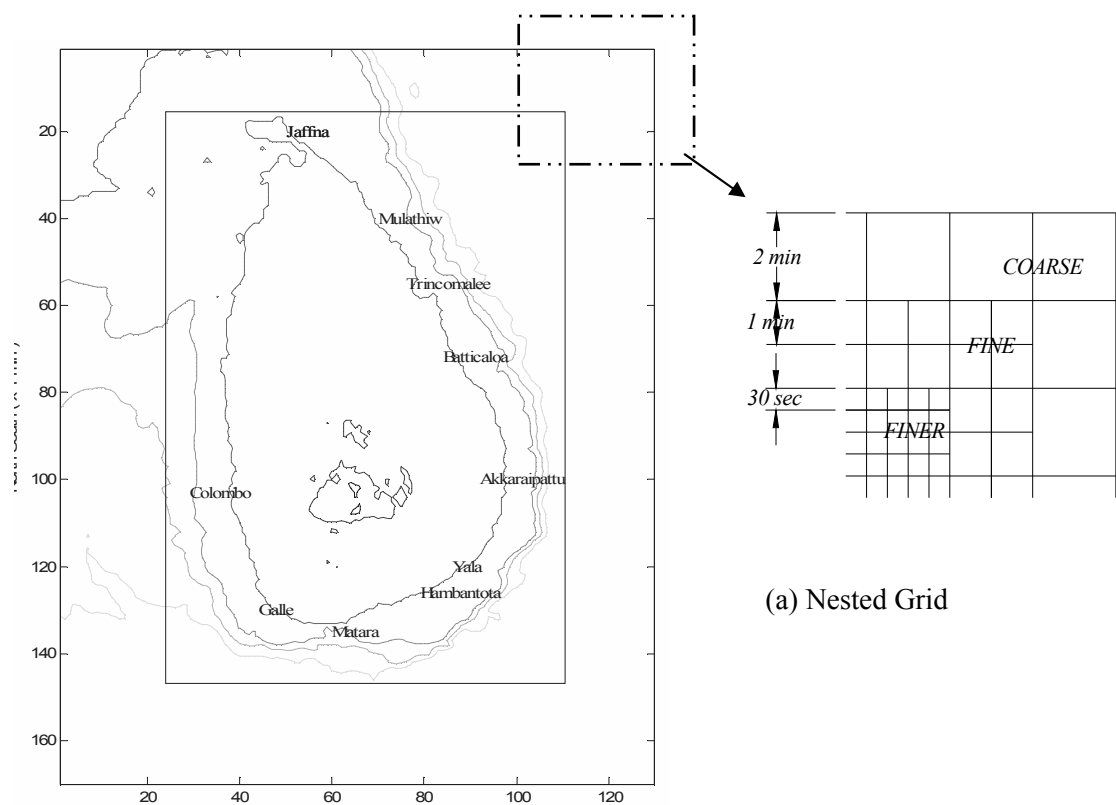 20
Jaffna
40
Mulathiw
2 min
COARSE
Trincomalee
60
1 min
FINE
Batticaloa
80
30 sec
FINER
Akkaraipattu
100
Colombo
120
Yala
Hambantota
(a) Nested Grid
Galle
Matara
140
160
20
40
60
80
100
120